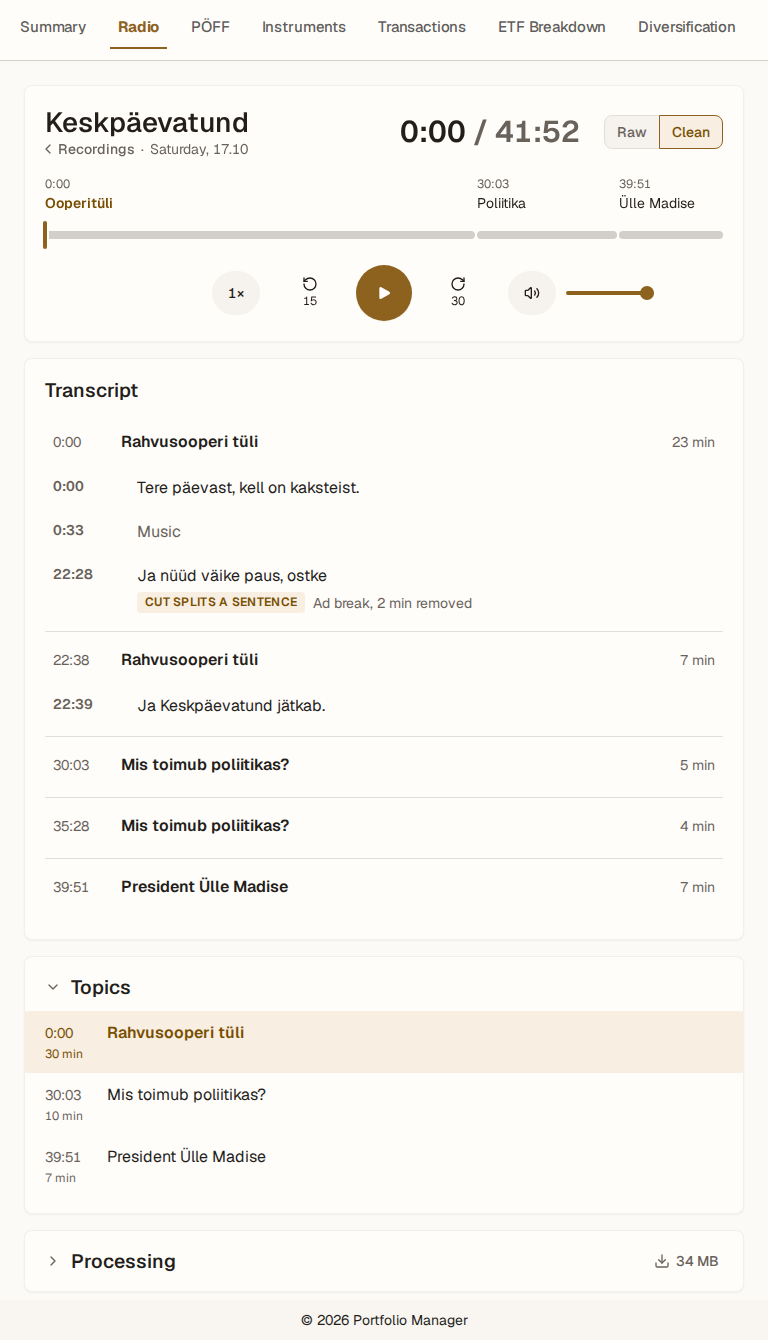 Summary Radio PÖFF Instruments Transactions ETF Breakdown Diversification
Keskpäevatund
0:00 / 41:52
Raw Clean
Recordings · Saturday, 17.10
0:00 30:03 39:51
Ooperitüli Poliitika Ülle Madise
1×
15
30
Transcript
0:00 Rahvusooperi tüli 23 min
0:00 Tere päevast, kell on kaksteist.
0:33 Music
22:28 Ja nüüd väike paus, ostke
CUT SPLITS A SENTENCE Ad break, 2 min removed
22:38 Rahvusooperi tüli 7 min
22:39 Ja Keskpäevatund jätkab.
30:03 Mis toimub poliitikas? 5 min
35:28 Mis toimub poliitikas? 4 min
39:51 President Ülle Madise 7 min
Topics
0:00 Rahvusooperi tüli
30 min
30:03 Mis toimub poliitikas?
10 min
39:51 President Ülle Madise
7 min
Processing 34 MB
© 2026 Portfolio Manager